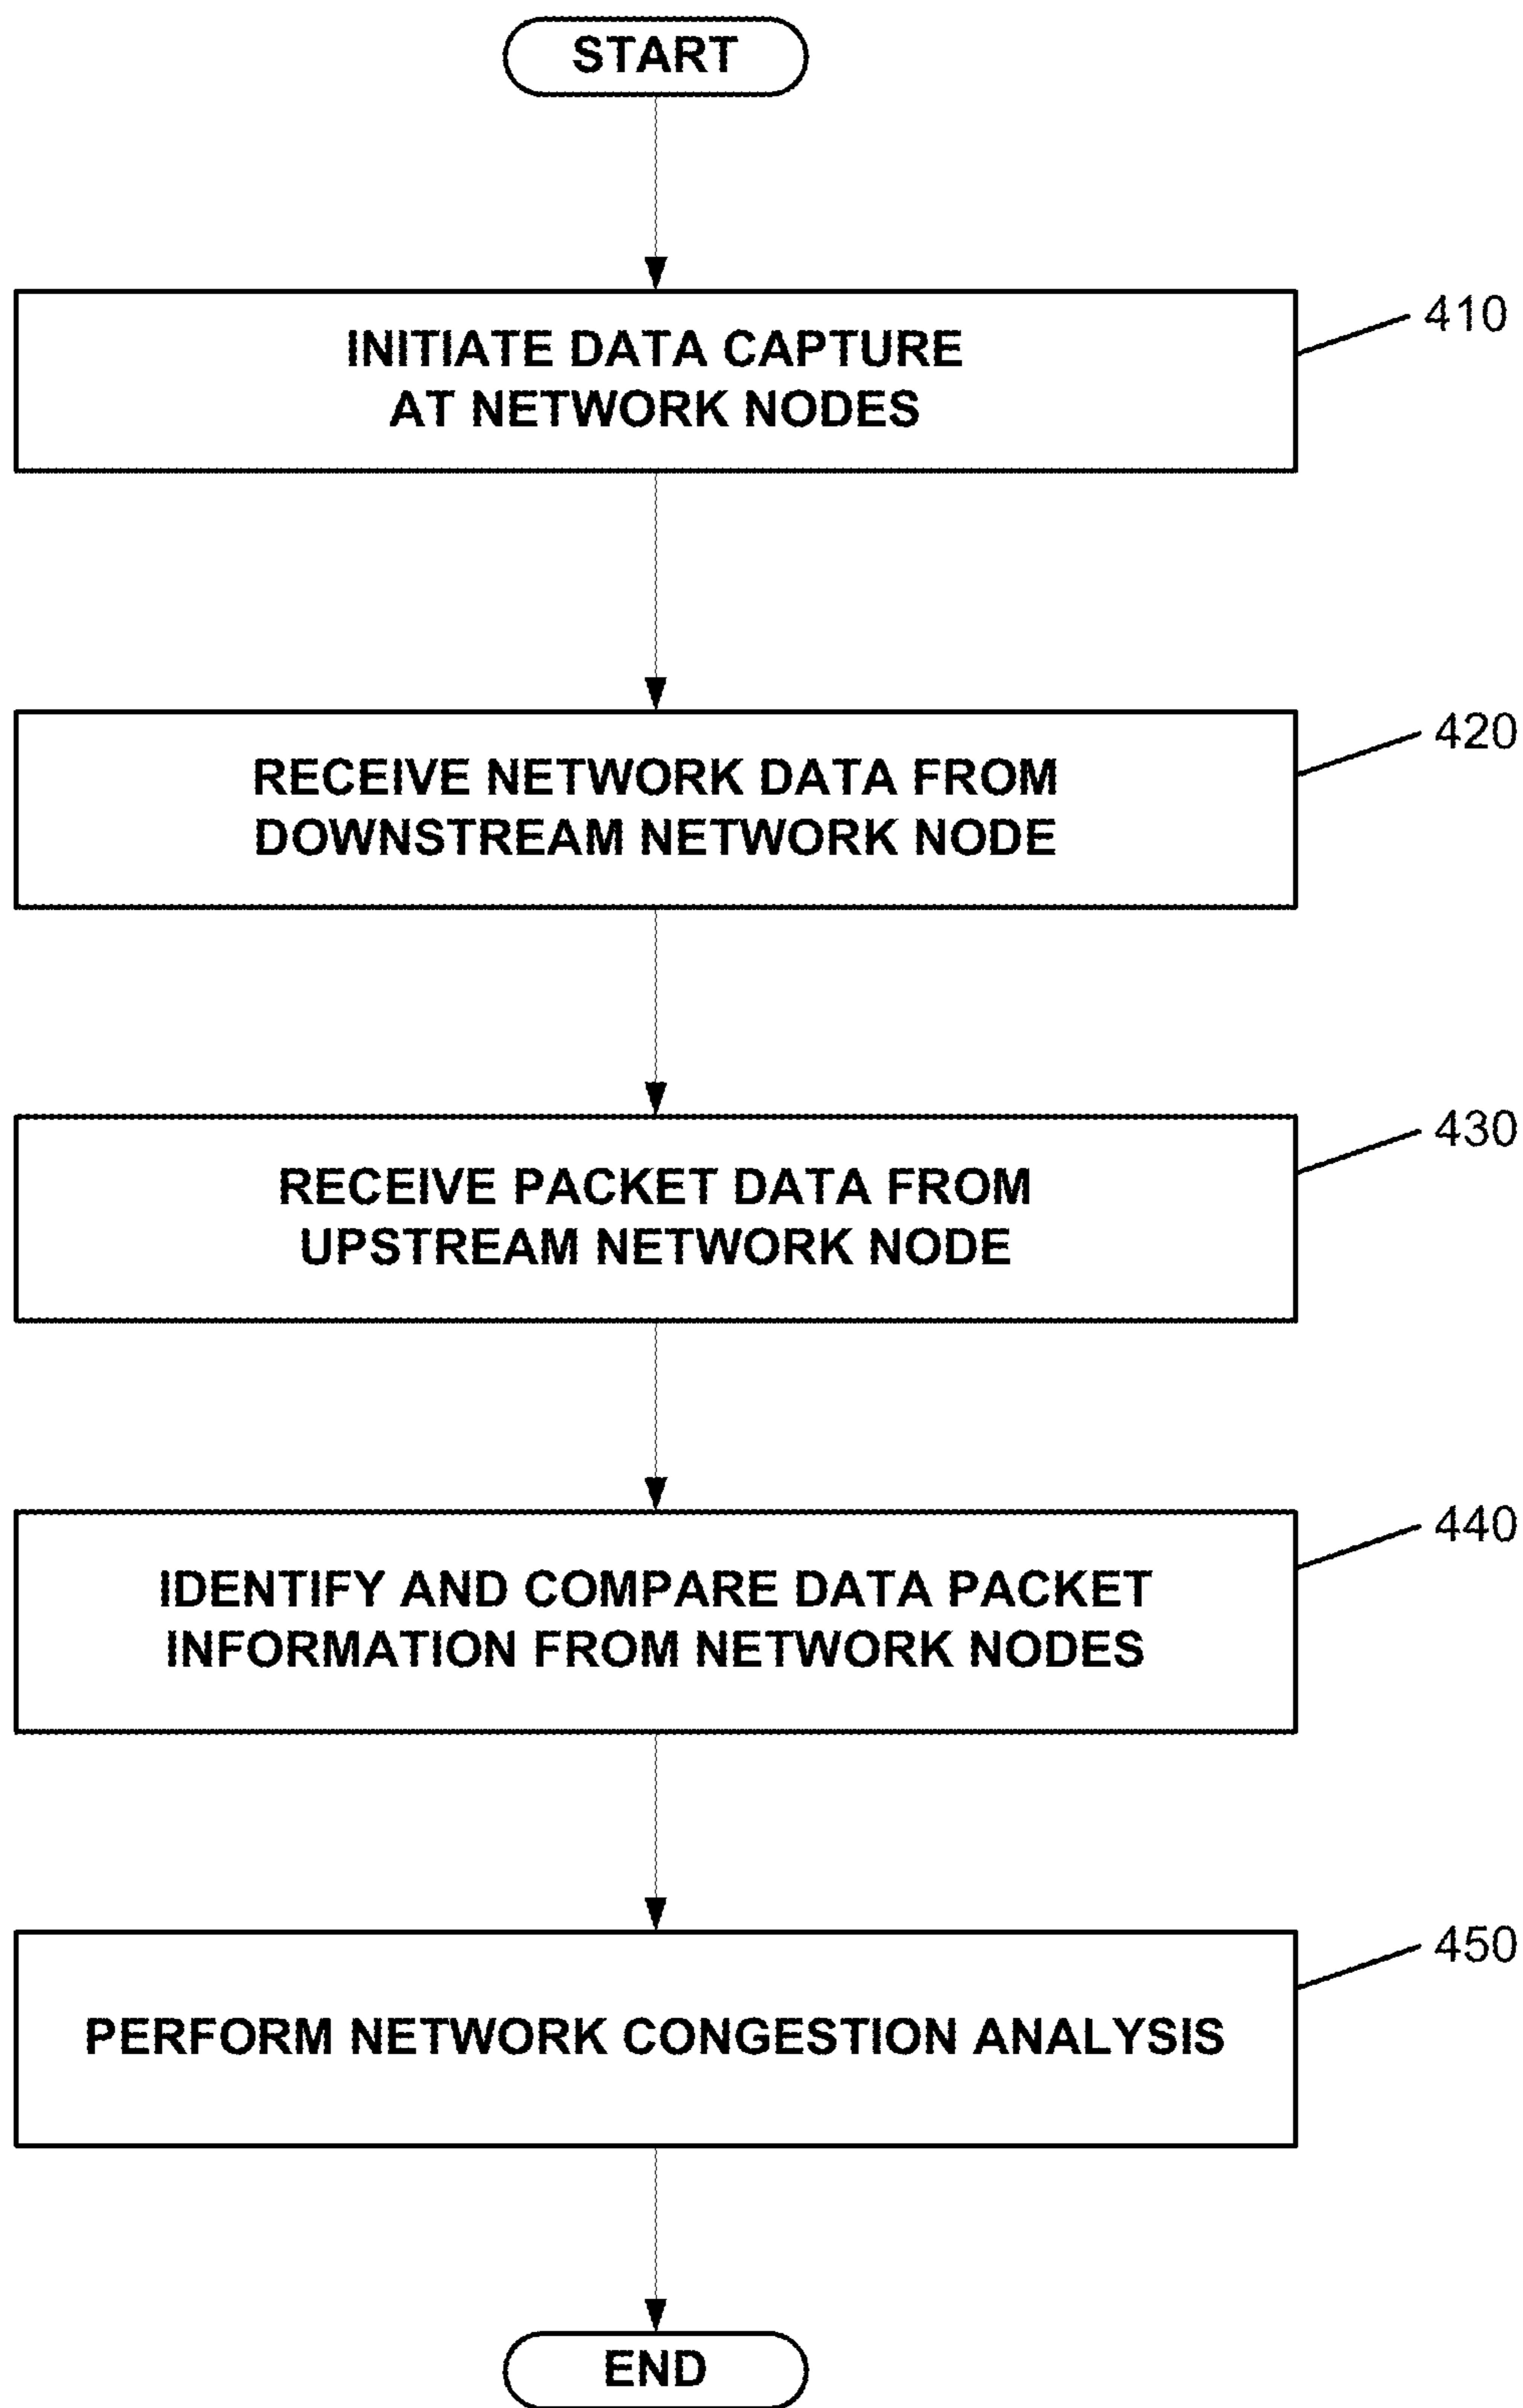 START
INITIATE DATA CAPTURE
AT NETWORK NODES
410
RECEIVE NETWORK DATA FROM
DOWNSTREAM NETWORK NODE
420
RECEIVE PACKET DATA FROM
UPSTREAM NETWORK NODE
430
IDENTIFY AND COMPARE DATA PACKET
INFORMATION FROM NETWORK NODES
440
PERFORM NETWORK CONGESTION ANALYSIS
450
END